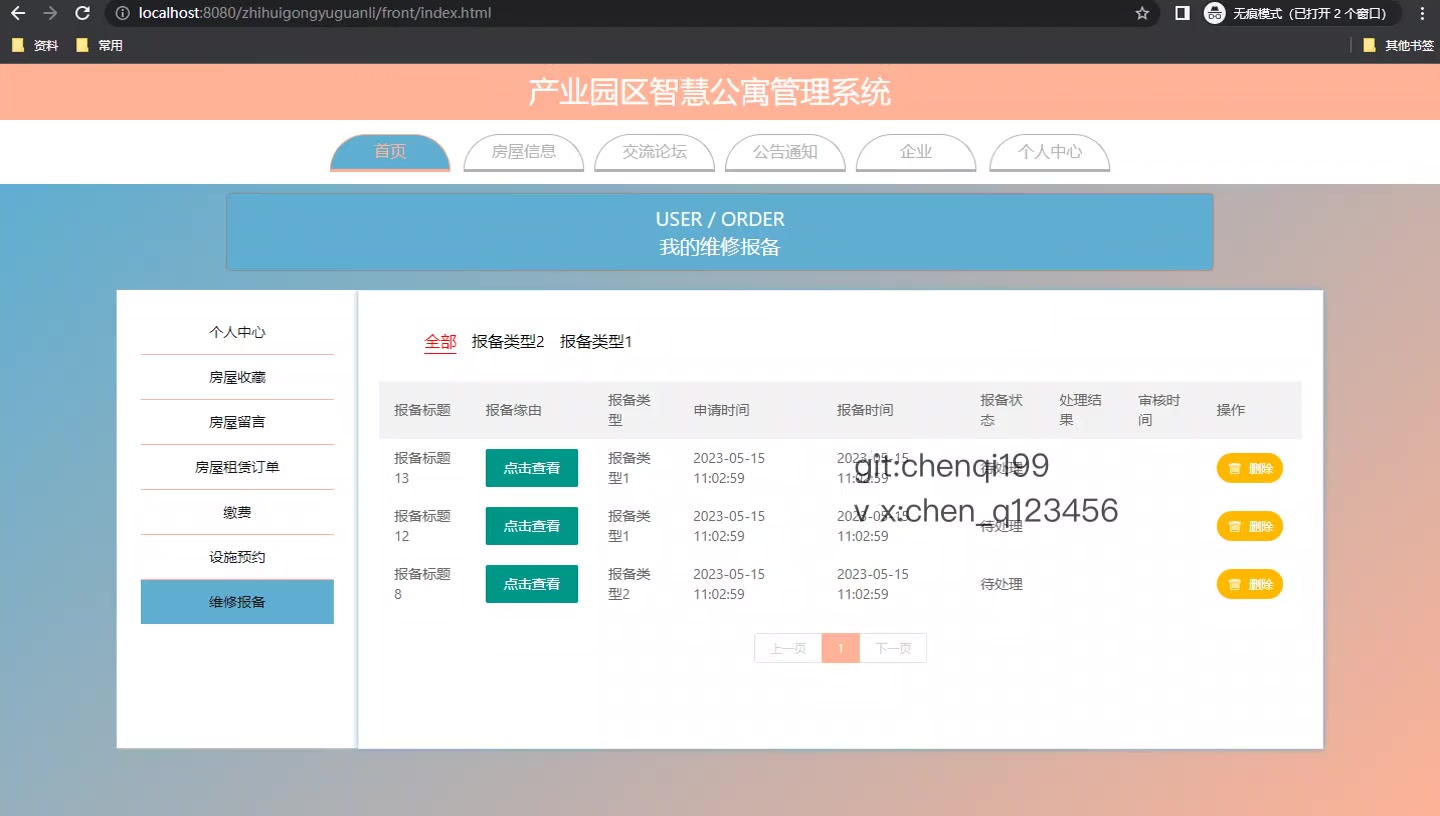 localhost:8080/zhihuigongyuguanli/front/index.html
无痕模式（已打开 2 个窗口）
资料
常用
其他书签
产业园区智慧公寓管理系统
首页
房屋信息
交流论坛
公告通知
企业
个人中心
USER / ORDER
我的维修报备
个人中心
房屋收藏
房屋留言
房屋租赁订单
缴费
设施预约
维修报备
全部 报备类型2 报备类型1
报备标题
报备缘由
报备类
型
申请时间
报备时间
报备状
态
处理结
果
审核时
间
操作
报备标题
13
点击查看
报备类
型1
2023-05-15
11:02:59
2023-05-15
11:02:59
待处理
删除
git:chenqi199
v x:chen_q123456
报备标题
12
点击查看
报备类
型1
2023-05-15
11:02:59
2023-05-15
11:02:59
待处理
删除
报备标题
8
点击查看
报备类
型2
2023-05-15
11:02:59
2023-05-15
11:02:59
待处理
删除
上一页
1
下一页